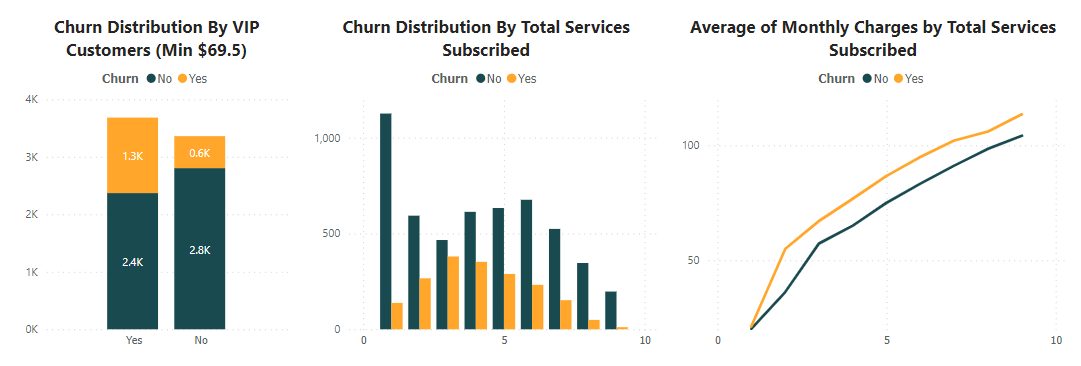 Churn Distribution By VIP
Customers (Min $69.5)
Churn No Yes
4K
3K
2K
1K
0K
1.3K
2.4K
0.6K
2.8K
Yes No
Churn Distribution By Total Services
Subscribed
Churn No Yes
1,000
500
0
0 5 10
Average of Monthly Charges by Total Services
Subscribed
Churn No Yes
100
50
0 5 10